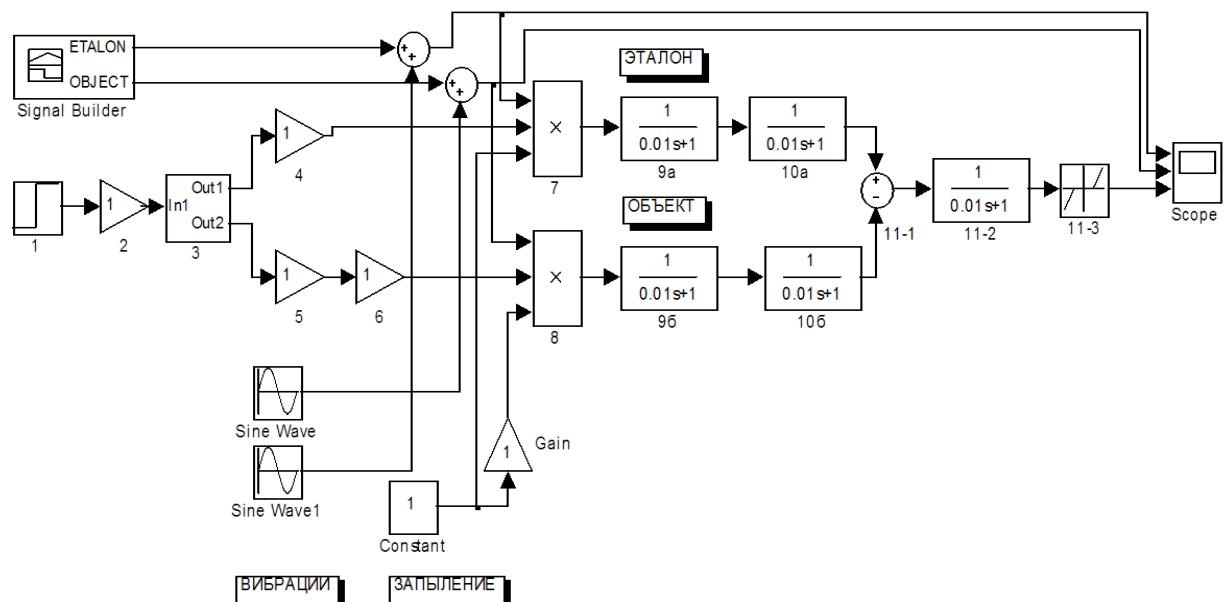 ETALON
OBJECT
Signal Builder
+
+
+
+
ЭТАЛОН
1
4
×
7
1
0.01s+1
9а
1
0.01s+1
10а
+
-
11-1
1
0.01s+1
11-2
11-3
Scope
1
1
2
In1
Out1
Out2
3
1
5
1
6
ОБЪЕКТ
×
8
1
0.01s+1
9б
1
0.01s+1
10б
Sine Wave
Sine Wave1
1
Gain
1
Constant
ВИБРАЦИИ
ЗАПЫЛЕНИЕ